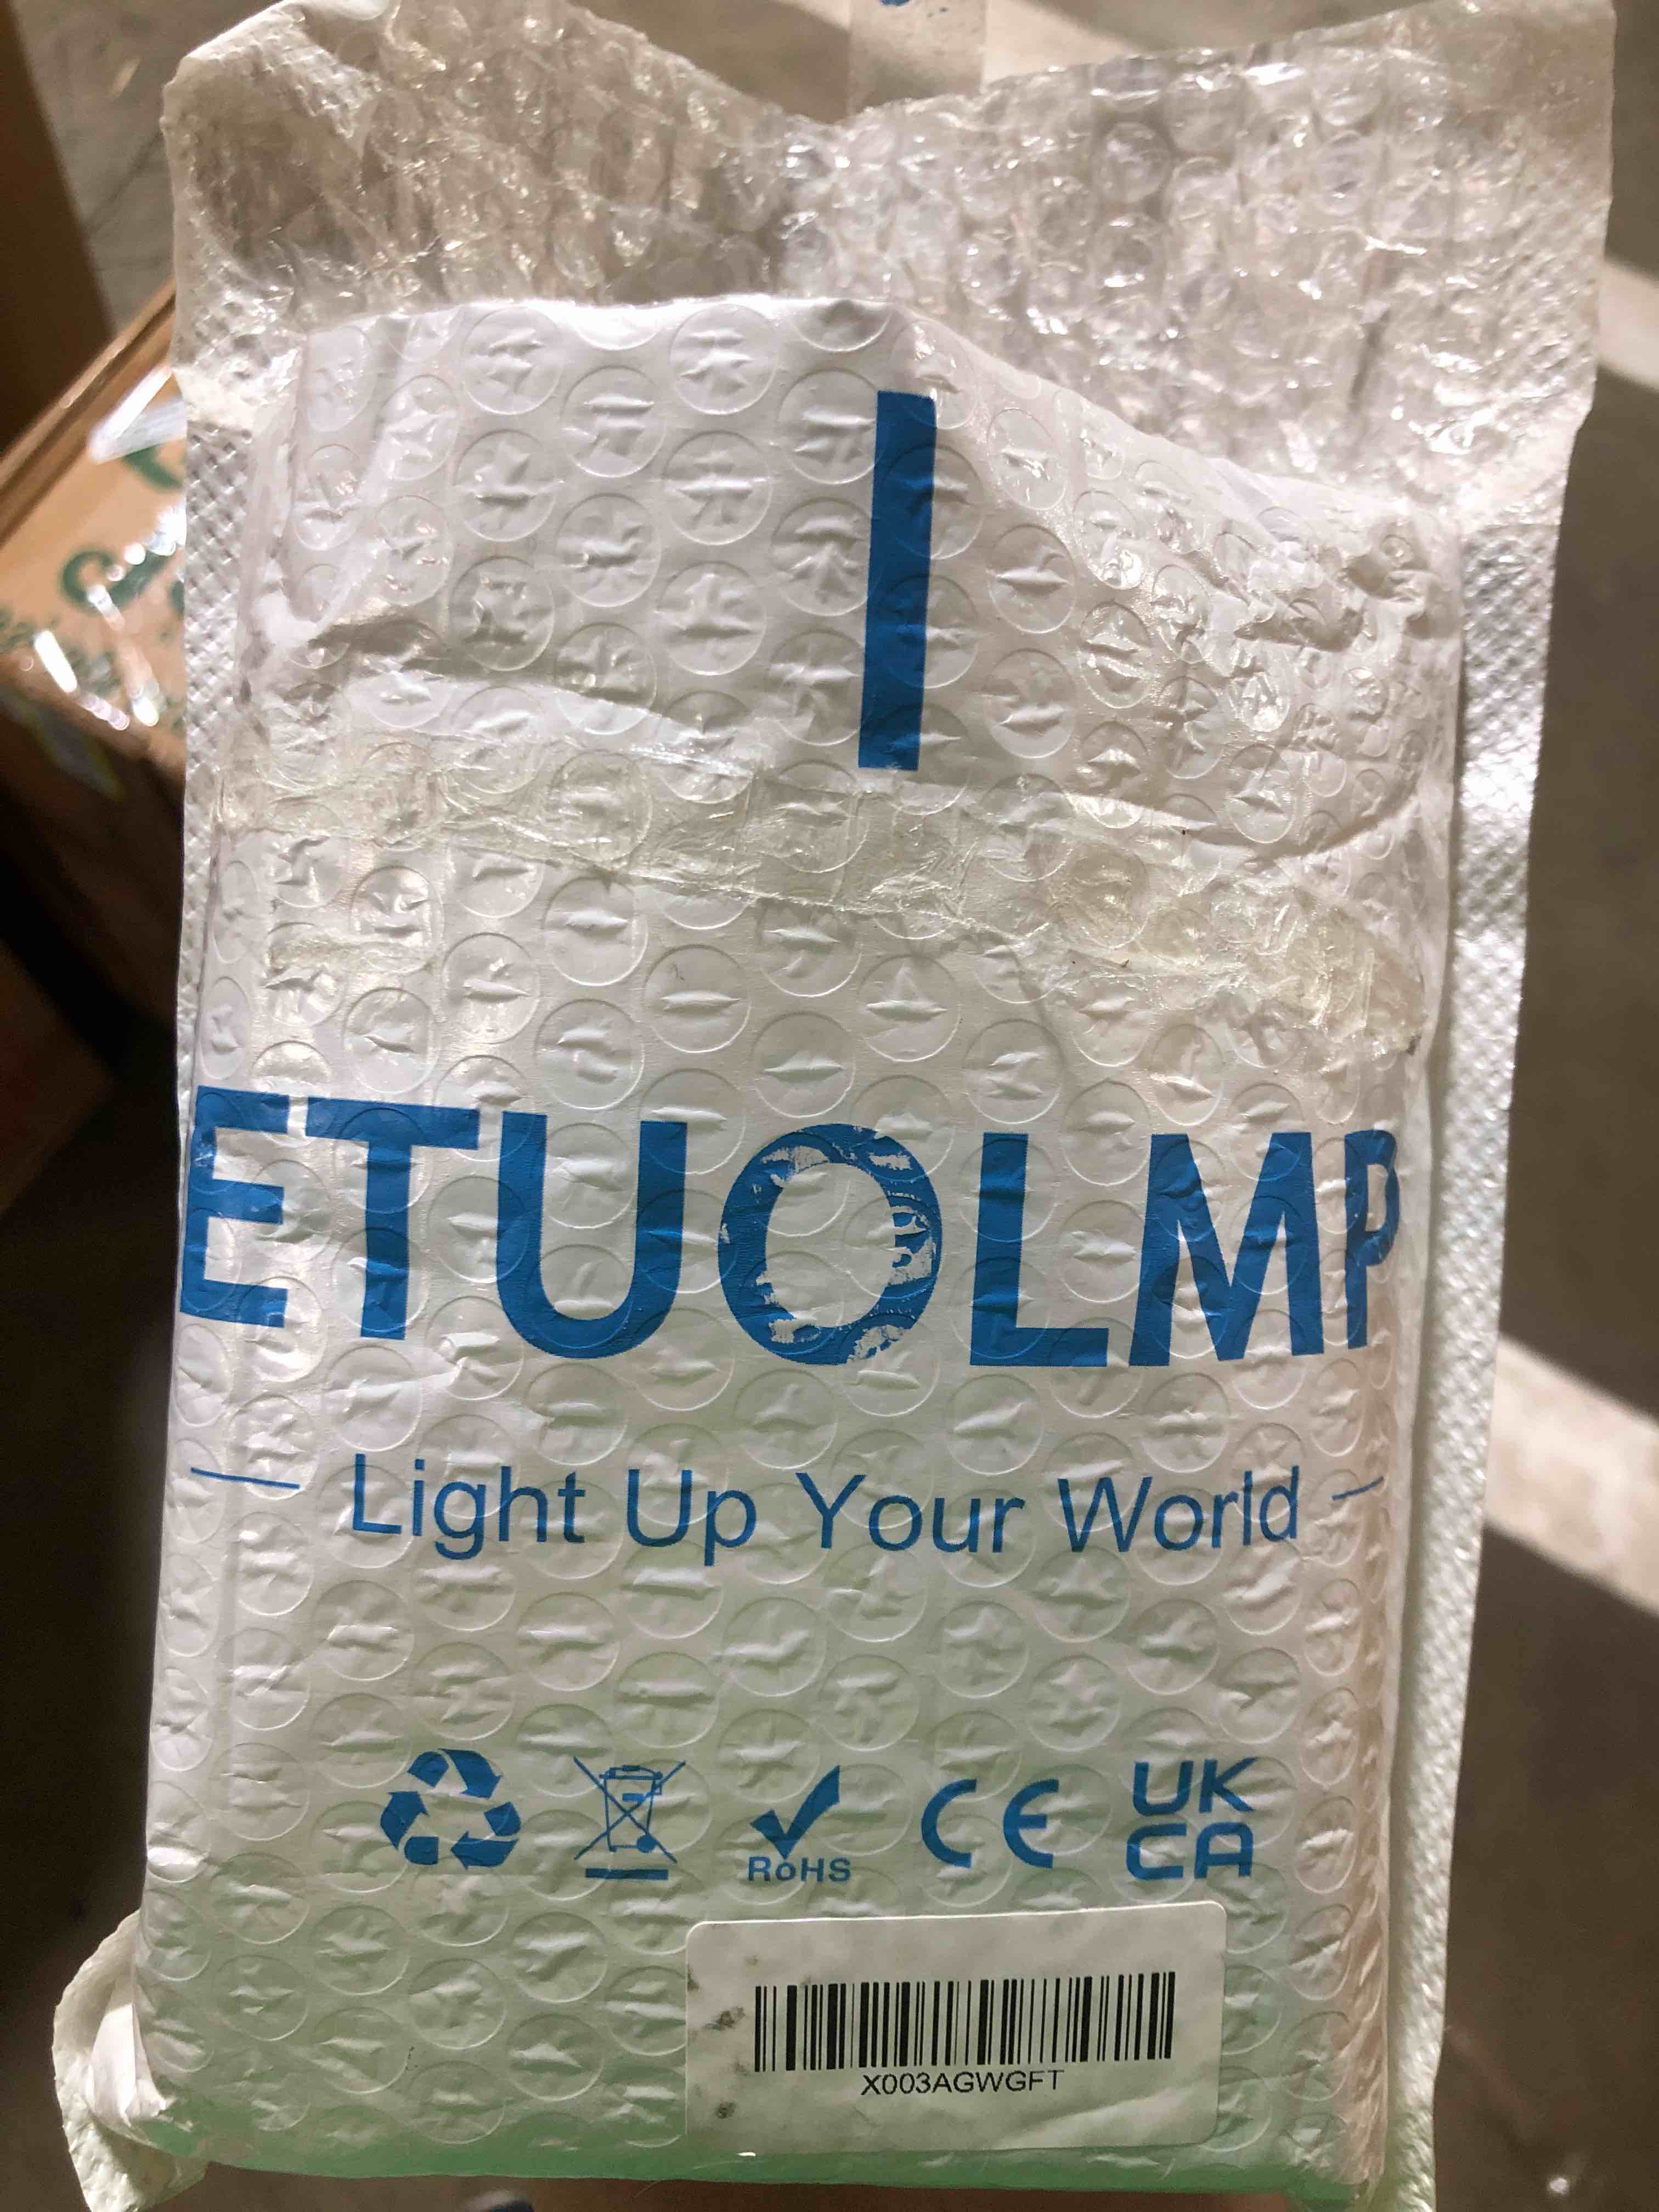 ETUOLMP
Light Up Your World
RoHS
CE
UK
CA
X003AGWGFT